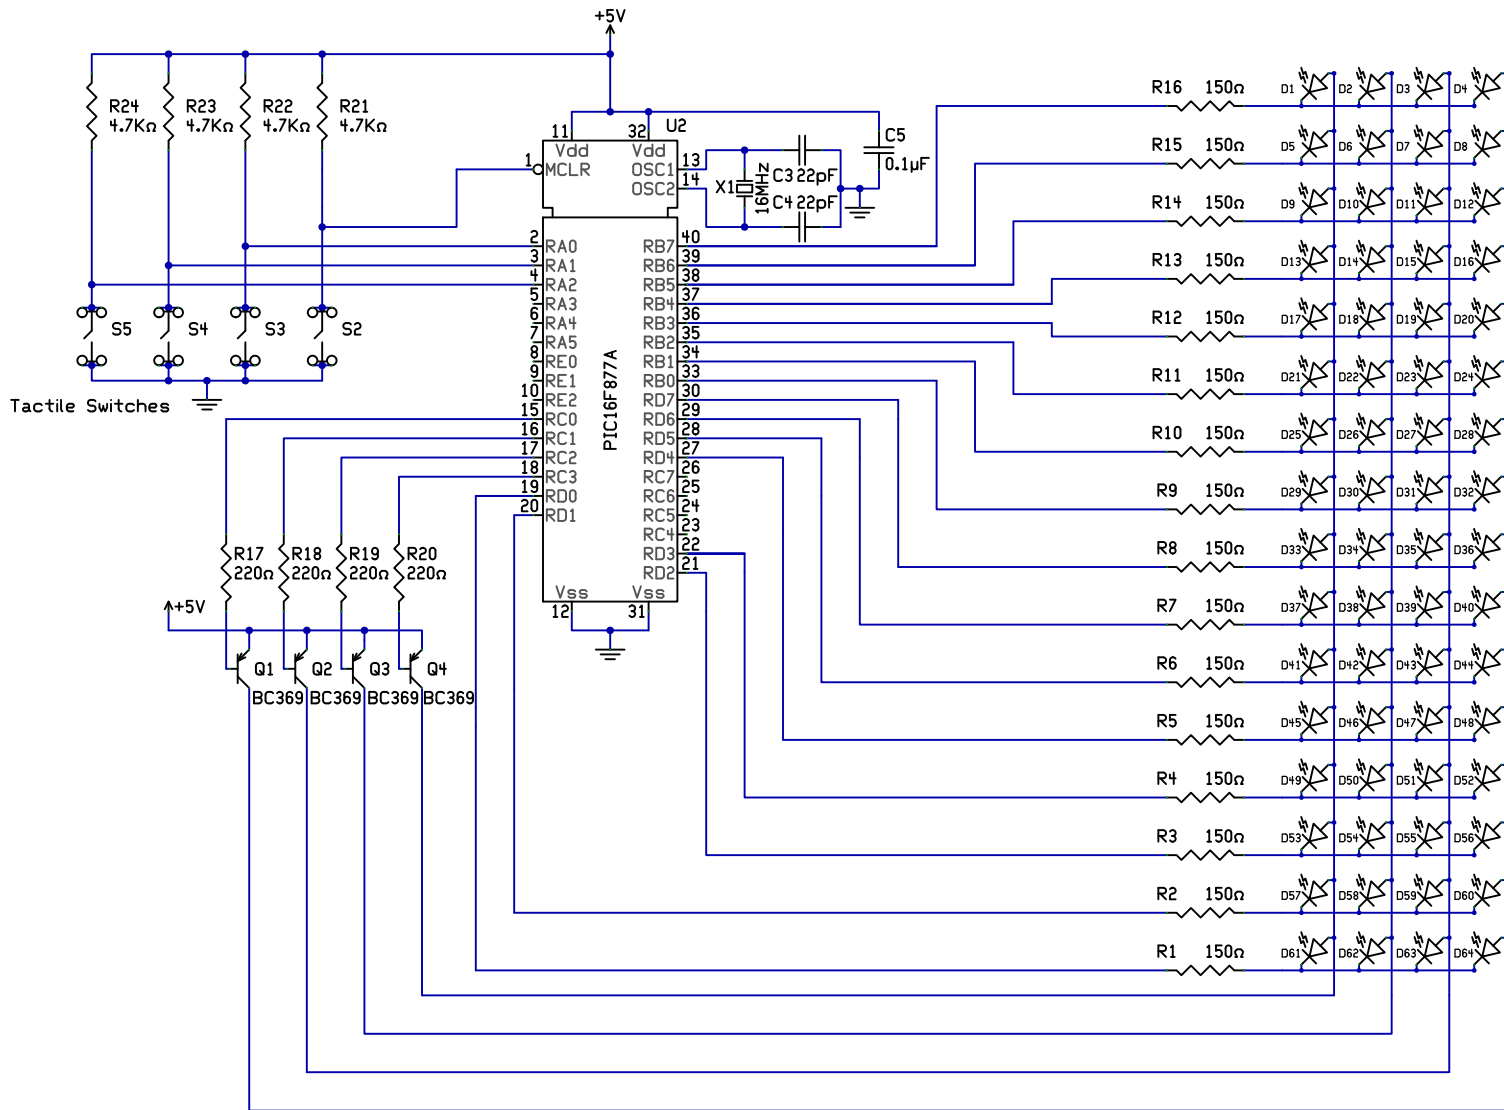 +5V
R24
4.7KΩ
R23
4.7KΩ
R22
4.7KΩ
R21
4.7KΩ
S5
S4
S3
S2
Tactile Switches
U2
11
Vdd
32
Vdd
1
MCLR
OSC1
13
OSC2
14
2
RA0
3
RA1
4
RA2
5
RA3
6
RA4
7
RA5
8
RE0
9
RE1
10
RE2
15
RC0
16
RC1
17
RC2
18
RC3
19
RD0
20
RD1
PIC16F877A
RB7
40
RB6
39
RB5
38
RB4
37
RB3
36
RB2
35
RB1
34
RB0
33
RD7
30
RD6
29
RD5
28
RD4
27
RC7
26
RC6
25
RC5
24
RC4
23
RD3
22
RD2
21
Vss
12
Vss
31
X1
16MHz
C3 22pF
C4 22pF
C5
0.1µF
R17
220Ω
R18
220Ω
R19
220Ω
R20
220Ω
+5V
Q1
BC369
Q2
BC369
Q3
BC369
Q4
BC369
R16 150Ω
D1 D2 D3 D4
R15 150Ω
D5 D6 D7 D8
R14 150Ω
D9 D10 D11 D12
R13 150Ω
D13 D14 D15 D16
R12 150Ω
D17 D18 D19 D20
R11 150Ω
D21 D22 D23 D24
R10 150Ω
D25 D26 D27 D28
R9 150Ω
D29 D30 D31 D32
R8 150Ω
D33 D34 D35 D36
R7 150Ω
D37 D38 D39 D40
R6 150Ω
D41 D42 D43 D44
R5 150Ω
D45 D46 D47 D48
R4 150Ω
D49 D50 D51 D52
R3 150Ω
D53 D54 D55 D56
R2 150Ω
D57 D58 D59 D60
R1 150Ω
D61 D62 D63 D64